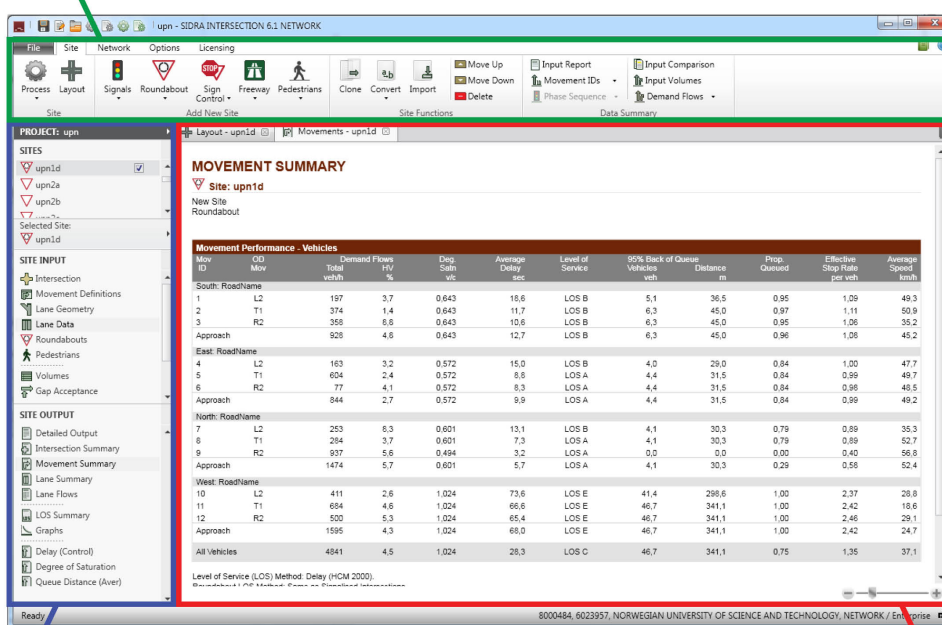 upn - SIDRA INTERSECTION 6.1 NETWORK
File Site Network Options Licensing
Process Layout Signals Roundabout Sign Control Freeway Pedestrians Clone Convert Import
Move Up
Move Down
Delete
Input Report
Movement IDs
Phase Sequence
Input Comparison
Input Volumes
Demand Flows
Site Add New Site Site Functions Data Summary
PROJECT: upn
SITES
upn1d
upn2a
upn2b
Selected Site:
upn1d
SITE INPUT
Intersection
Movement Definitions
Lane Geometry
Lane Data
Roundabouts
Pedestrians
Volumes
Gap Acceptance
SITE OUTPUT
Detailed Output
Intersection Summary
Movement Summary
Lane Summary
Lane Flows
LOS Summary
Graphs
Delay (Control)
Degree of Saturation
Queue Distance (Aver)
Layout - upn1d Movements - upn1d
MOVEMENT SUMMARY
Site: upn1d
New Site
Roundabout
Movement Performance - Vehicles
Mov OD Demand Flows Deg. Average Level of 95% Back of Queue Prop. Effective Average
ID Mov Total HV Satn Delay Service Vehicles Distance Queued Stop Rate Speed
veh/h % v/c sec veh m per veh km/h
South: RoadName
1 L2 197 3,7 0,643 18,6 LOS B 5,1 36,5 0,95 1,09 49,3
2 T1 374 1,4 0,643 11,7 LOS B 6,3 45,0 0,97 1,11 50,9
3 R2 358 8,6 0,643 10,6 LOS B 6,3 45,0 0,95 1,06 35,2
Approach 928 4,6 0,643 12,7 LOS B 6,3 45,0 0,96 1,08 45,2
East: RoadName
4 L2 163 3,2 0,572 15,0 LOS B 4,0 29,0 0,84 1,00 47,7
5 T1 604 2,4 0,572 8,8 LOS A 4,4 31,5 0,84 0,99 49,7
6 R2 77 4,1 0,572 8,3 LOS A 4,4 31,5 0,84 0,98 48,5
Approach 844 2,7 0,572 9,9 LOS A 4,4 31,5 0,84 0,99 49,2
North: RoadName
7 L2 253 8,3 0,601 13,1 LOS B 4,1 30,3 0,79 0,89 35,3
8 T1 284 3,7 0,601 7,3 LOS A 4,1 30,3 0,79 0,89 52,7
9 R2 937 5,6 0,494 3,2 LOS A 0,0 0,0 0,00 0,40 56,8
Approach 1474 5,7 0,601 5,7 LOS A 4,1 30,3 0,29 0,58 52,4
West: RoadName
10 L2 411 2,6 1,024 73,6 LOS E 41,4 298,6 1,00 2,37 28,8
11 T1 684 4,6 1,024 66,6 LOS E 46,7 341,1 1,00 2,42 18,6
12 R2 500 5,3 1,024 65,4 LOS E 46,7 341,1 1,00 2,46 29,1
Approach 1595 4,3 1,024 68,0 LOS E 46,7 341,1 1,00 2,42 24,7
All Vehicles 4841 4,5 1,024 28,3 LOS C 46,7 341,1 0,75 1,35 37,1
Level of Service (LOS) Method: Delay (HCM 2000).
Ready 8000484, 6023957, NORWEGIAN UNIVERSITY OF SCIENCE AND TECHNOLOGY, NETWORK / Enterprise